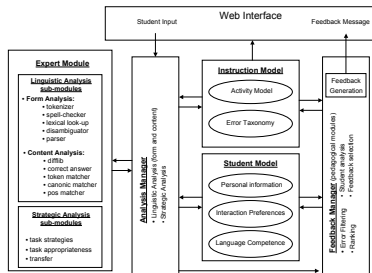 Web Interface
Student Input
Feedback Message
Expert Module
Linguistic Analysis
sub-modules
• Form Analysis:
• tokenizer
• spell-checker
• lexical look-up
• disambiguator
• parser
• Content Analysis:
• difflib
• correct answer
• token matcher
• canonic matcher
• pos matcher
Strategic Analysis
sub-modules
• task strategies
• task appropriateness
• transfer
Analysis Manager
• Linguistic Analysis (form and content)
• Strategic Analysis
Instruction Model
Activity Model
Error Taxonomy
Student Model
Personal information
Interaction Preferences
Language Competence
Feedback
Generation
Feedback Manager (pedagogical modules)
• Student analysis
• Feedback selection
• Error Filtering
• Ranking